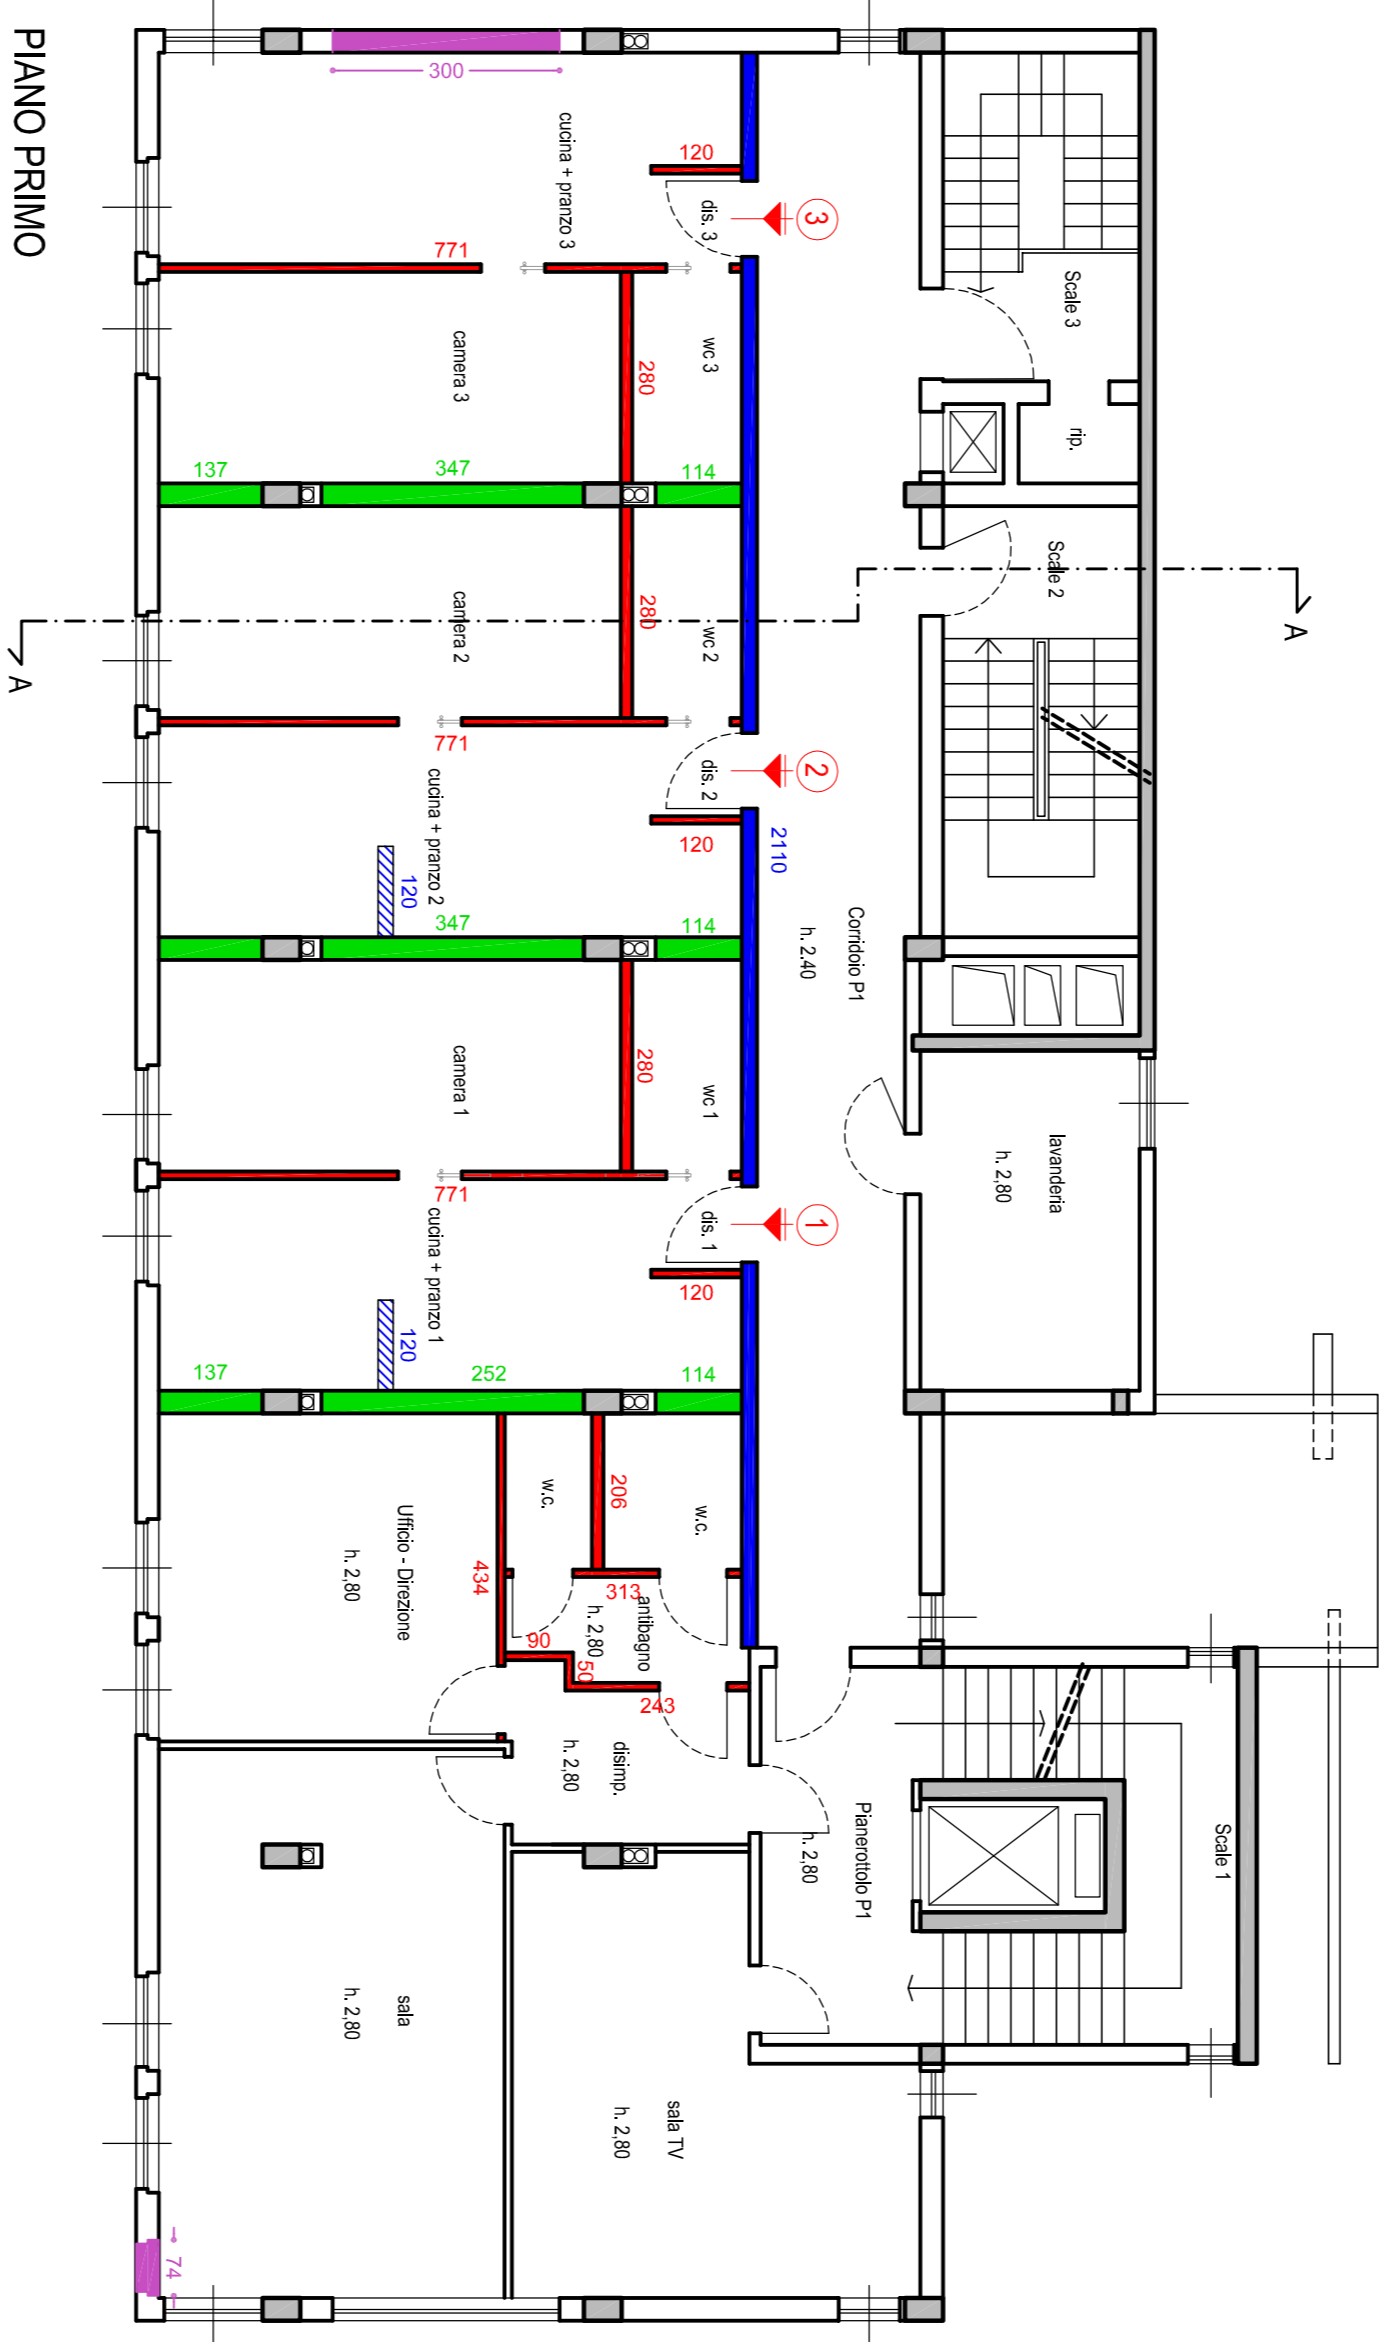 PIANO PRIMO
300
cucina + pranzo 3
120
dis. 3
3
771
camera 3
wc 3
280
137
347
114
Scale 3
rip.
Scale 2
A
A
camera 2
280
wc 2
771
dis. 2
2
cucina + pranzo 2
120
120
2110
347
114
Corridoio P1
h. 2.40
camera 1
280
wc 1
lavanderia
h. 2,80
771
dis. 1
1
cucina + pranzo 1
120
120
137
252
114
Ufficio - Direzione
h. 2,80
434
w.c.
206
w.c.
313
antibagno
h. 2,80
90
50
243
disimp.
h. 2,80
Pianerottolo P1
h. 2,80
Scale 1
sala
h. 2,80
sala TV
h. 2,80
74